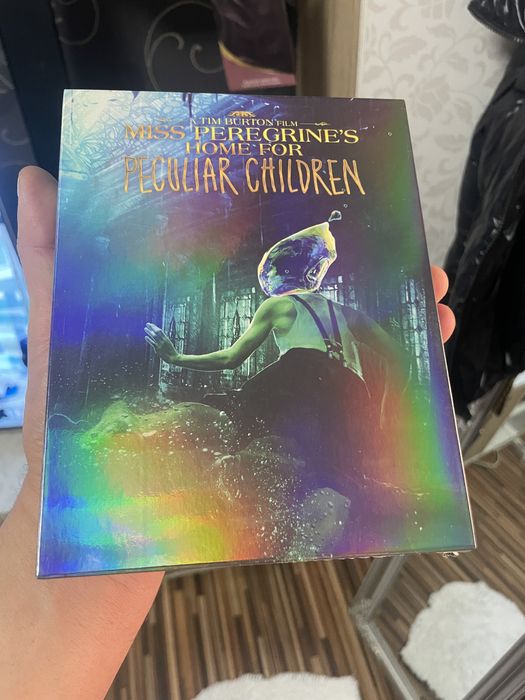 A TIM BURTON FILM
MISS PEREGRINE'S
HOME FOR
PECULIAR CHILDREN